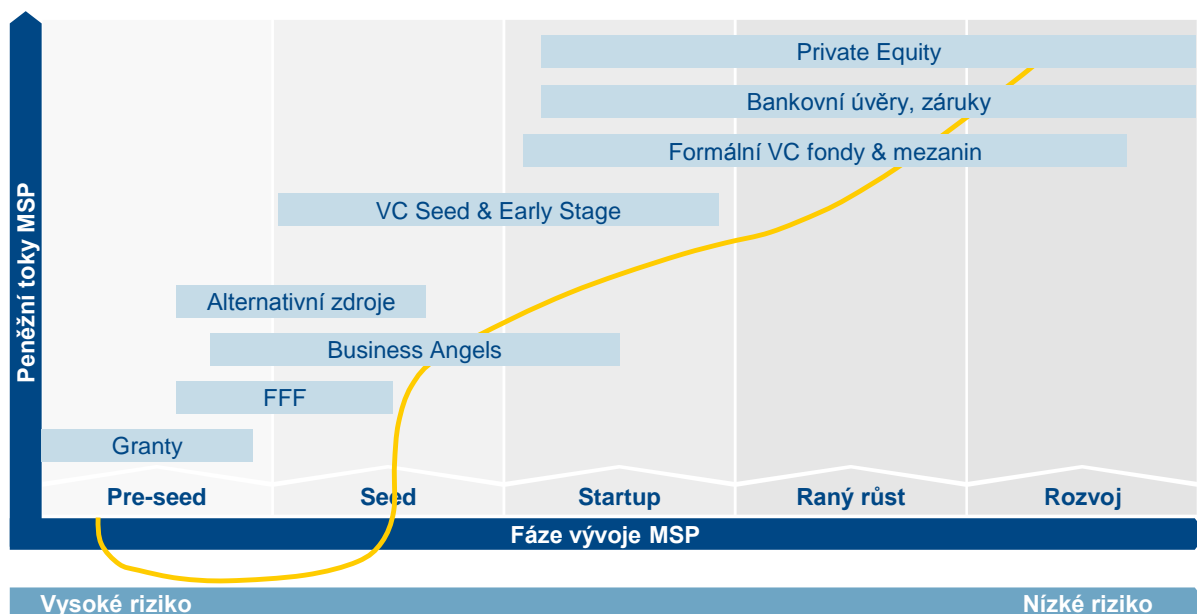 Peněžní toky MSP
Private Equity
Bankovní úvěry, záruky
Formální VC fondy & mezanin
VC Seed & Early Stage
Alternativní zdroje
Business Angels
FFF
Granty
Pre-seed
Seed
Startup
Raný růst
Rozvoj
Fáze vývoje MSP
Vysoké riziko
Nízké riziko